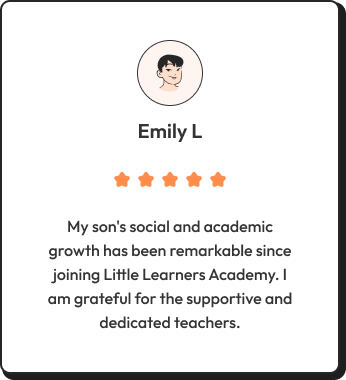 Emily L
My son's social and academic
growth has been remarkable since
joining Little Learners Academy. I
am grateful for the supportive and
dedicated teachers.